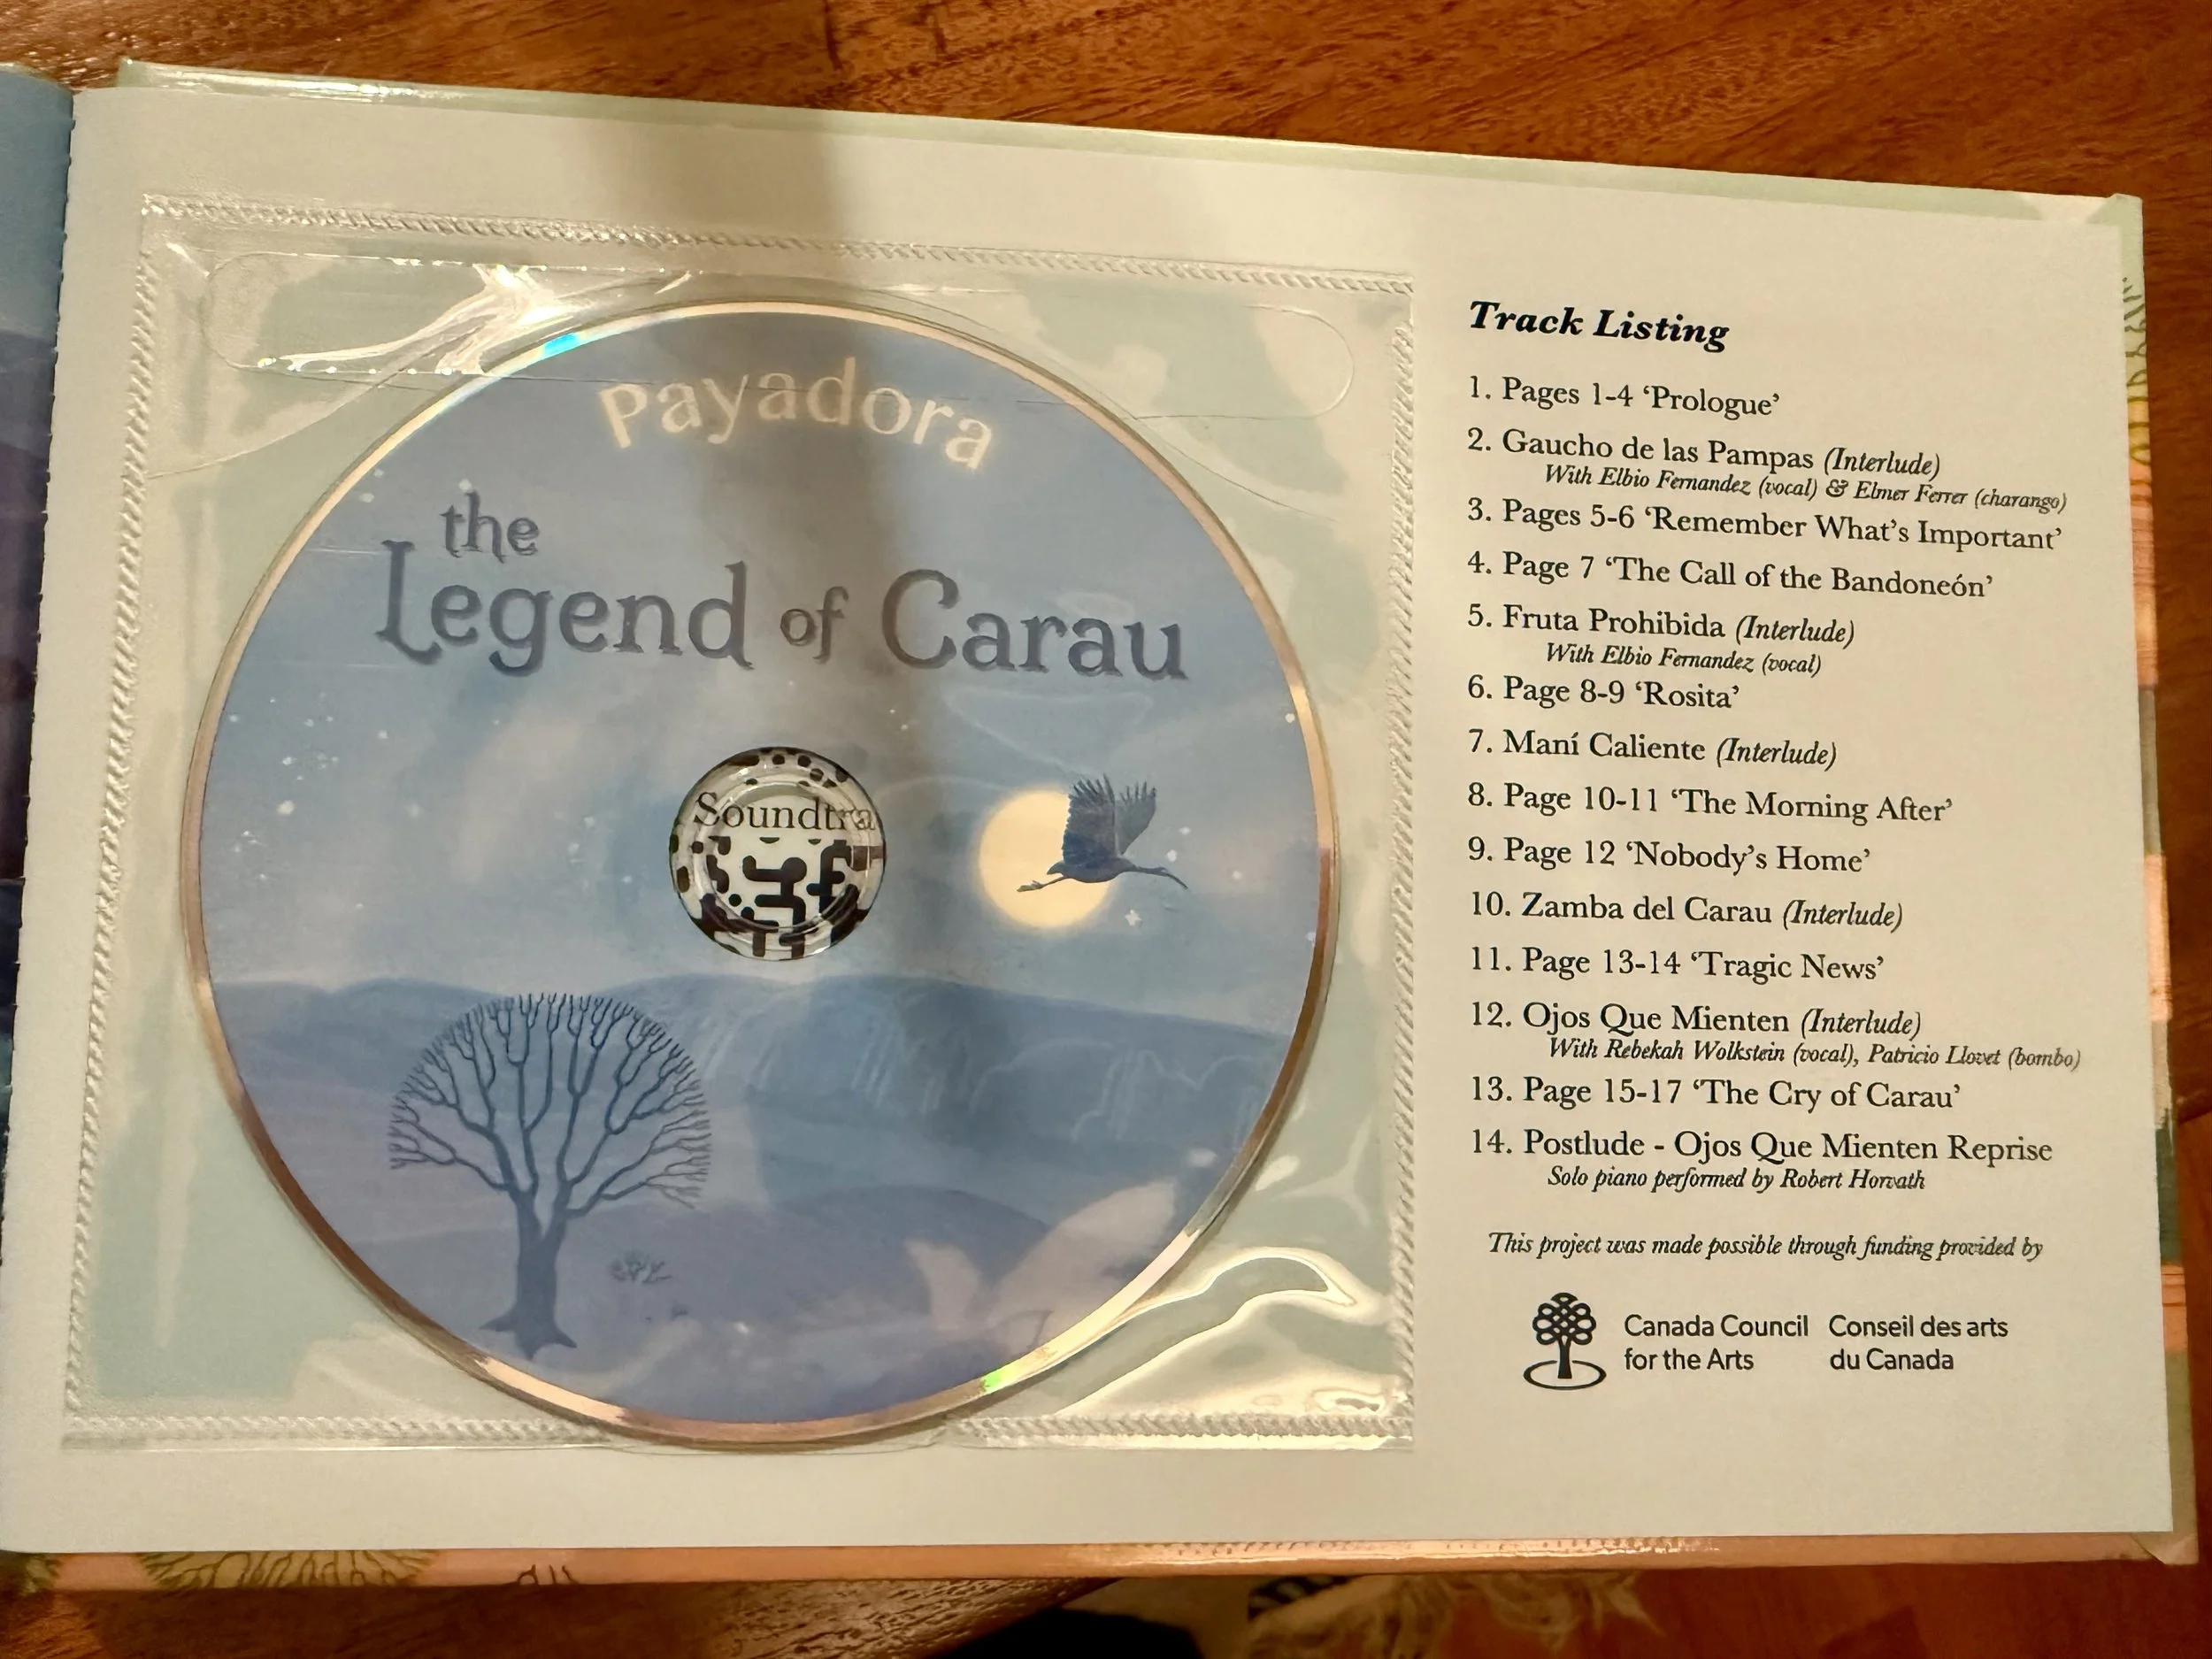 Payadora
the
Legend of Carau
Soundtra
Track Listing
1. Pages 1-4 ‘Prologue’
2. Gaucho de las Pampas (Interlude)
With Elbio Fernandez (vocal) & Elmer Ferrer (charango)
3. Pages 5-6 ‘Remember What’s Important’
4. Page 7 ‘The Call of the Bandoneón’
5. Fruta Prohibida (Interlude)
With Elbio Fernandez (vocal)
6. Page 8-9 ‘Rosita’
7. Maní Caliente (Interlude)
8. Page 10-11 ‘The Morning After’
9. Page 12 ‘Nobody’s Home’
10. Zamba del Carau (Interlude)
11. Page 13-14 ‘Tragic News’
12. Ojos Que Mienten (Interlude)
With Rebekah Wolkstein (vocal), Patricio Llovet (bombo)
13. Page 15-17 ‘The Cry of Carau’
14. Postlude - Ojos Que Mienten Reprise
Solo piano performed by Robert Horvath
This project was made possible through funding provided by
Canada Council Conseil des arts
for the Arts du Canada